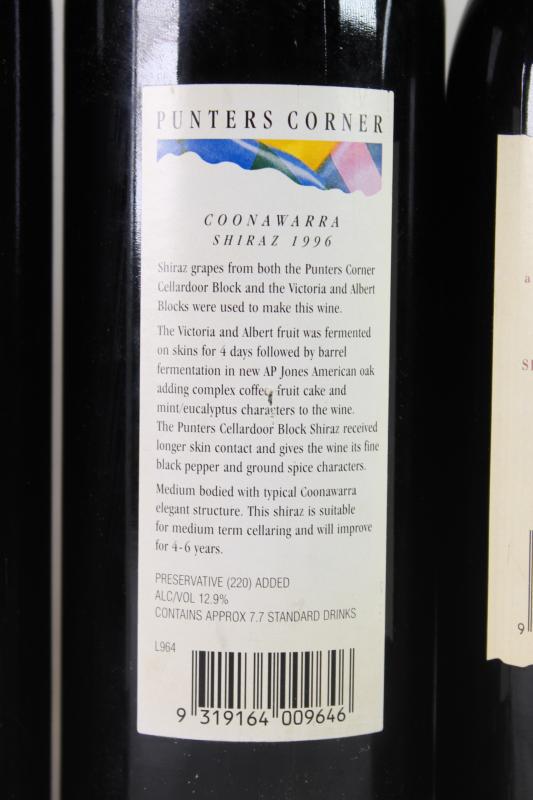 PUNTERS CORNER
COONAWARRA
SHIRAZ 1996
Shiraz grapes from both the Punters Corner
Cellardoor Block and the Victoria and Albert
Blocks were used to make this wine.
The Victoria and Albert fruit was fermented
on skins for 4 days followed by barrel
fermentation in new AP Jones American oak
adding complex coffee, fruit cake and
mint/eucalyptus characters to the wine.
The Punters Cellardoor Block Shiraz received
longer skin contact and gives the wine its fine
black pepper and ground spice characters.
Medium bodied with typical Coonawarra
elegant structure. This shiraz is suitable
for medium term cellaring and will improve
for 4-6 years.
PRESERVATIVE (220) ADDED
ALC/VOL 12.9%
CONTAINS APPROX 7.7 STANDARD DRINKS
L964
9 319164 009646
a
9